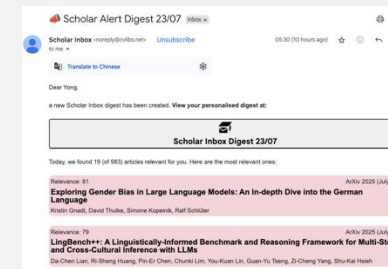 Scholar Alert Digest 23/07 Inbox x
Scholar Inbox <noreply@cvlibs.net> Unsubscribe 05:30 (10 hours ago)
to me
Translate to Chinese
Dear Yong,
a new Scholar Inbox digest has been created. View your personalised digest at:
Scholar Inbox Digest 23/07
Today, we found 19 (of 983) articles relevant for you. Here are the most relevant ones:
Relevance: 81 ArXiv 2025 (July
Exploring Gender Bias in Large Language Models: An In-depth Dive into the German
Language
Kristin Gnadt, David Thulke, Simone Kopeinik, Ralf Schlüter
Relevance: 79 ArXiv 2025 (July
LingBench++: A Linguistically-Informed Benchmark and Reasoning Framework for Multi-Ste
and Cross-Cultural Inference with LLMs
Da-Chen Lian, Ri-Sheng Huang, Pin-Er Chen, Chunki Lim, You-Kuan Lin, Guan-Yu Tseng, Zi-Cheng Yang, Shu-Kai Hsieh